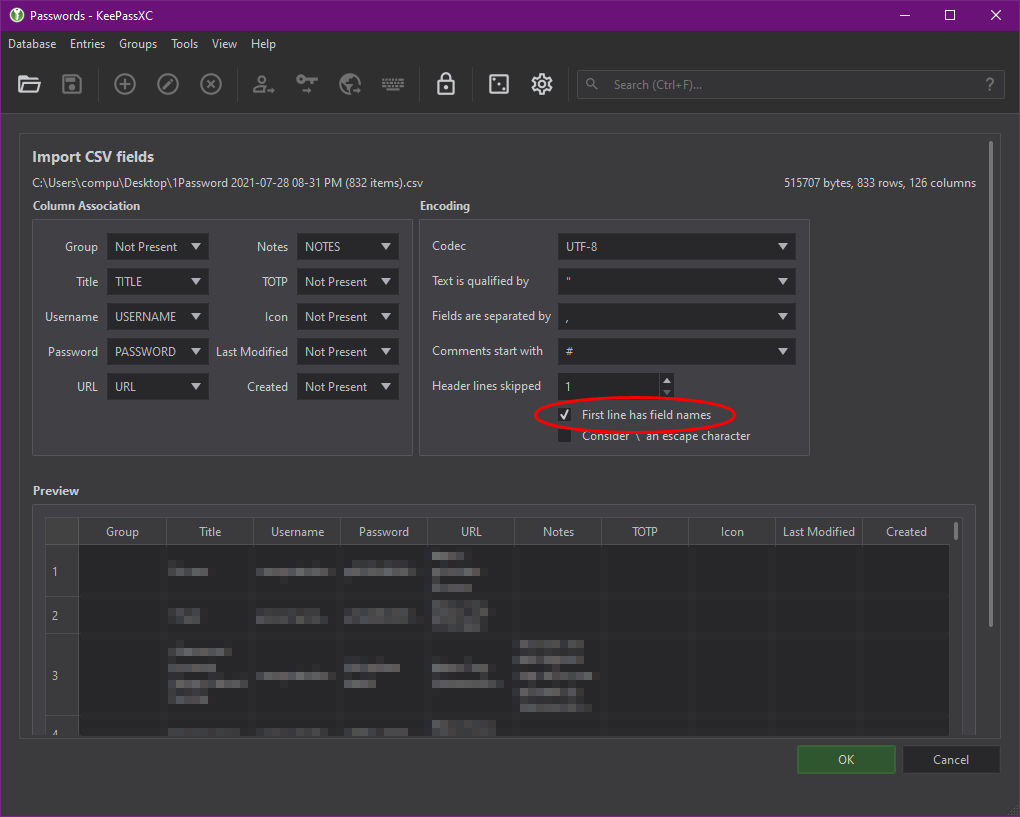 Passwords - KeePassXC
Database Entries Groups Tools View Help
Search (Ctrl+F)... ?
Import CSV fields
C:\Users\compu\Desktop\1Password 2021-07-28 08-31 PM (832 items).csv 515707 bytes, 833 rows, 126 columns
Column Association
Group Not Present Notes NOTES
Title TITLE TOTP Not Present
Username USERNAME Icon Not Present
Password PASSWORD Last Modified Not Present
URL URL Created Not Present
Encoding
Codec UTF-8
Text is qualified by "
Fields are separated by ,
Comments start with #
Header lines skipped 1
First line has field names
Consider '\' an escape character
Preview
Group Title Username Password URL Notes TOTP Icon Last Modified Created
1
2
3
4
OK Cancel